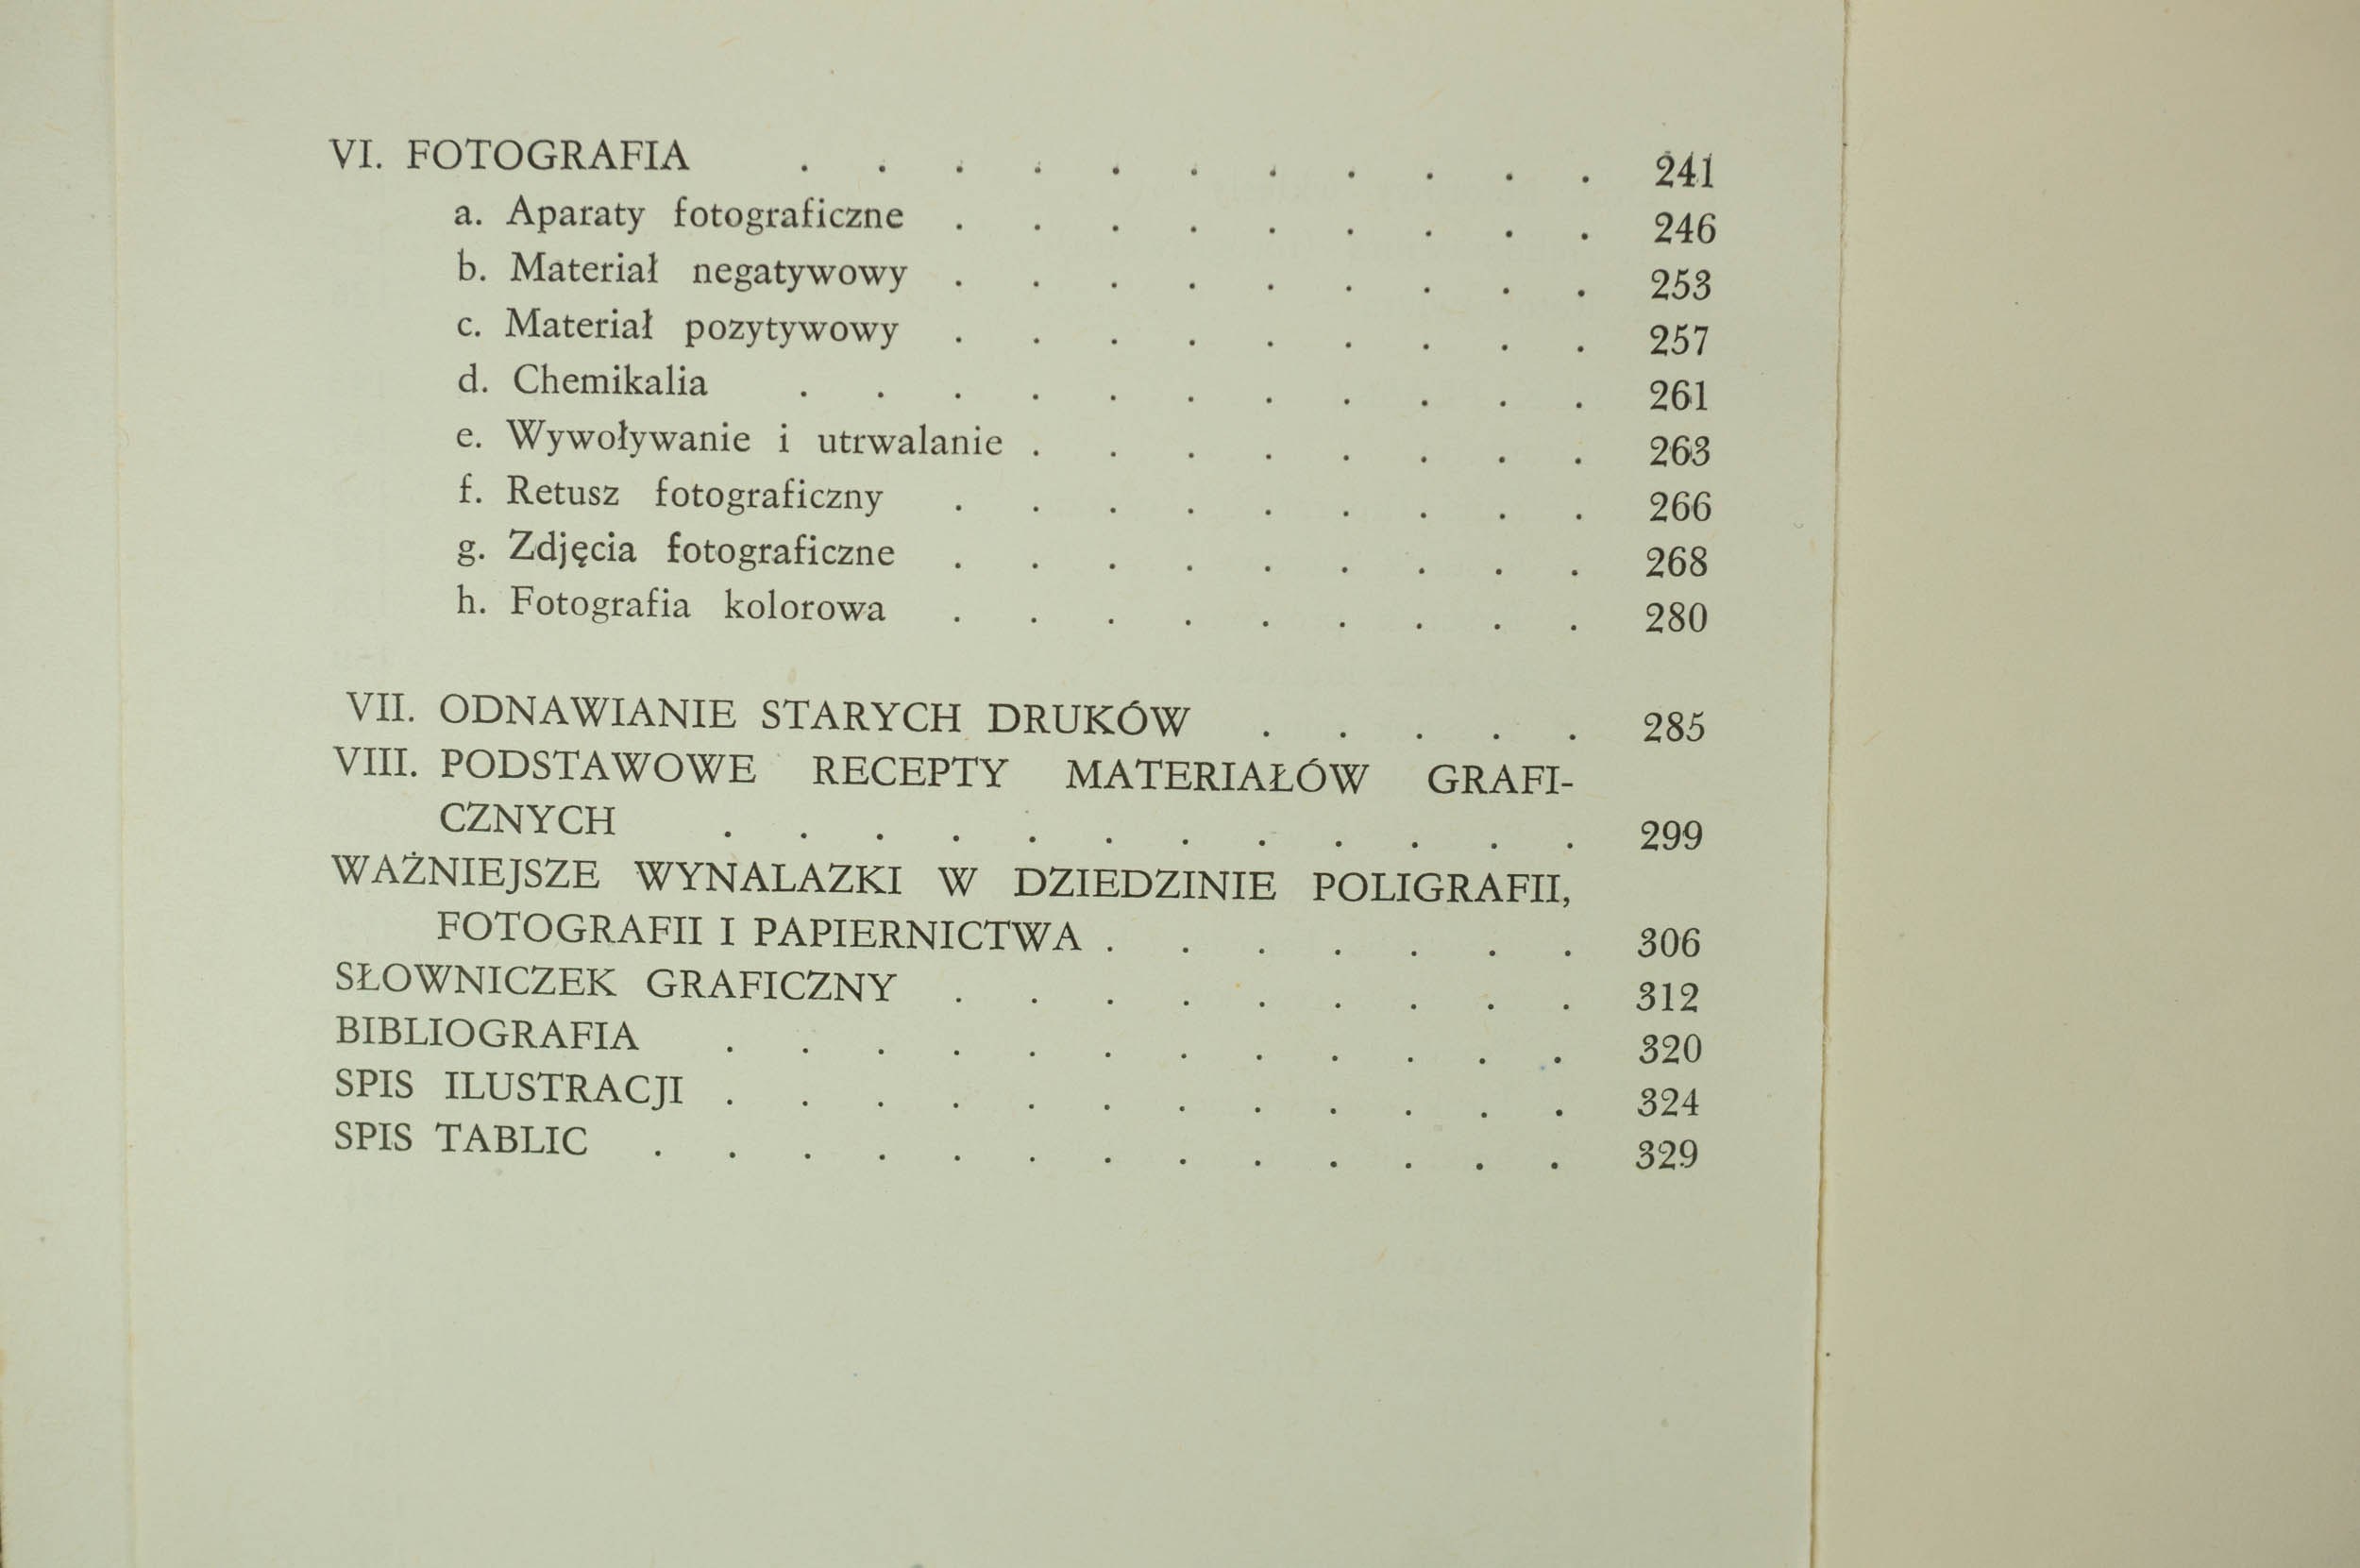 VI. FOTOGRAFIA . . . . . . . . . . . 241
a. Aparaty fotograficzne . . . . . . . . . 246
b. Materiał negatywowy . . . . . . . . . 253
c. Materiał pozytywowy . . . . . . . . . 257
d. Chemikalia . . . . . . . . . . . 261
e. Wywoływanie i utrwalanie . . . . . . . . 263
f. Retusz fotograficzny . . . . . . . . . 266
g. Zdjęcia fotograficzne . . . . . . . . . 268
h. Fotografia kolorowa . . . . . . . . . 280
VII. ODNAWIANIE STARYCH DRUKÓW . . . . . 285
VIII. PODSTAWOWE RECEPTY MATERIAŁÓW GRAFI-
CZNYCH . . . . . . . . . . . . 299
WAŻNIEJSZE WYNALAZKI W DZIEDZINIE POLIGRAFII,
FOTOGRAFII I PAPIERNICTWA . . . . . . . 306
SŁOWNICZEK GRAFICZNY . . . . . . . . . 312
BIBLIOGRAFIA . . . . . . . . . . . . 320
SPIS ILUSTRACJI . . . . . . . . . . . . 324
SPIS TABLIC . . . . . . . . . . . . . 329